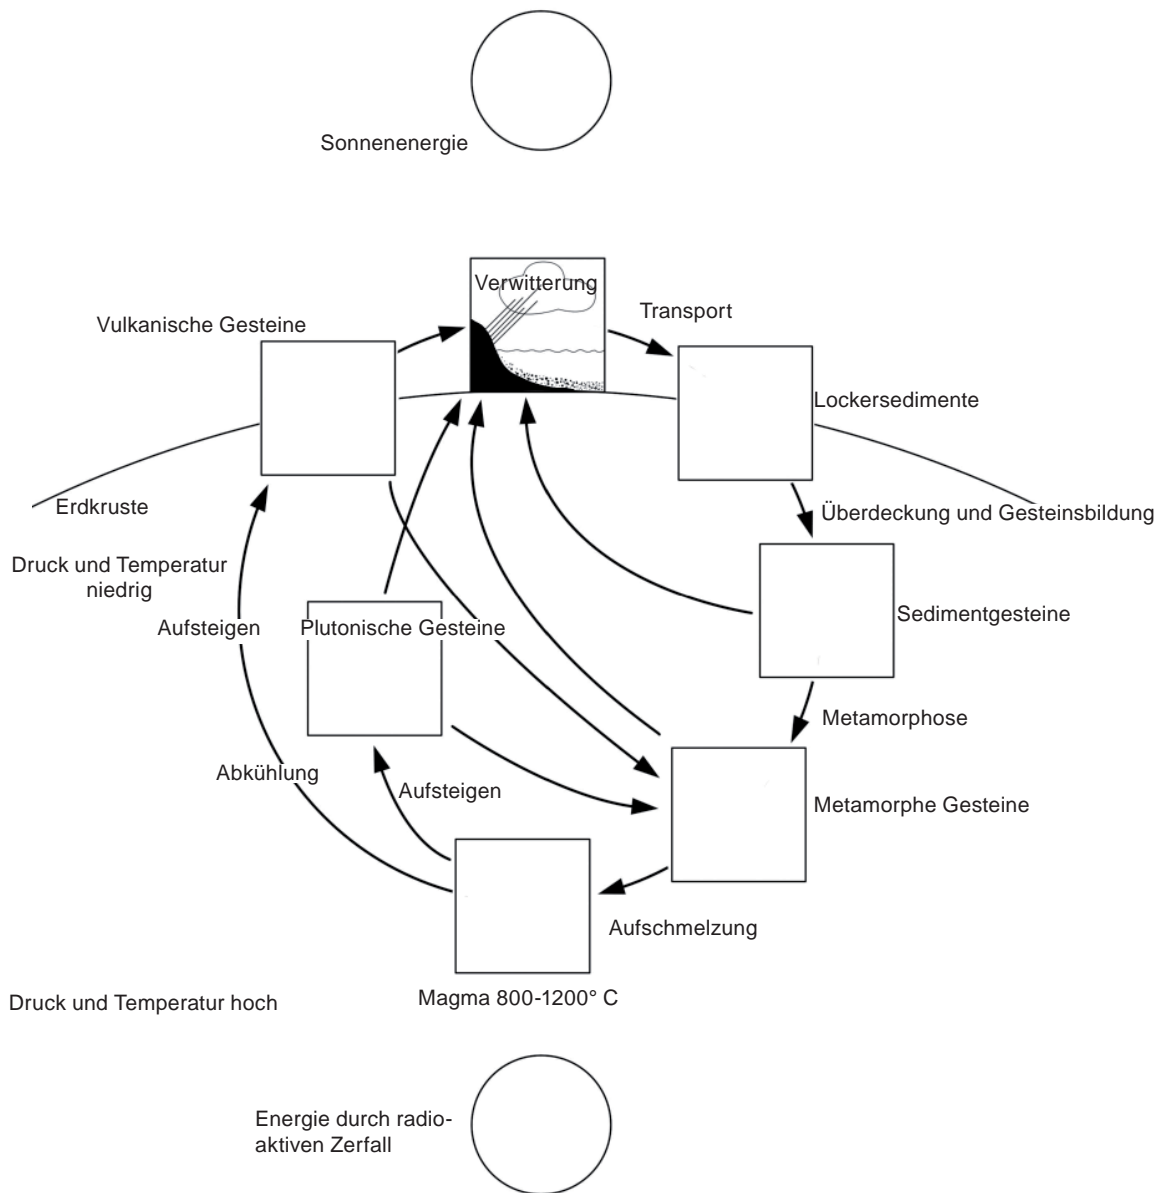 Sonnenenergie
Verwitterung
Transport
Vulkanische Gesteine
Lockersedimente
Erdkruste
Überdeckung und Gesteinsbildung
Druck und Temperatur
niedrig
Aufsteigen
Plutonische Gesteine
Sedimentgesteine
Metamorphose
Abkühlung
Aufsteigen
Metamorphe Gesteine
Aufschmelzung
Druck und Temperatur hoch
Magma 800-1200° C
Energie durch radio-
aktiven Zerfall